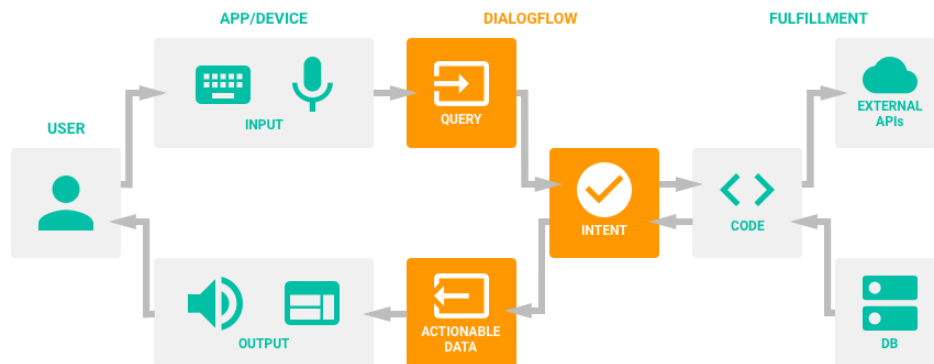 APP/DEVICE
DIALOGFLOW
FULFILLMENT
INPUT
QUERY
EXTERNAL
APIs
USER
INTENT
CODE
OUTPUT
ACTIONABLE
DATA
DB